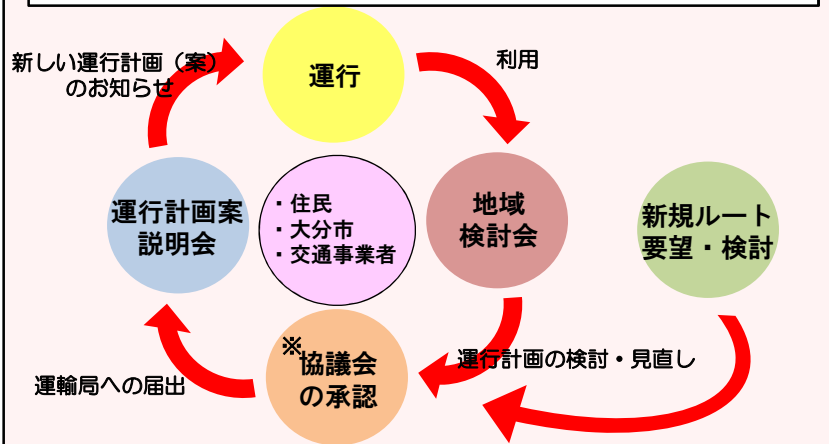 運行
新しい運行計画（案）
のお知らせ
利用
運行計画案
説明会
・住民
・大分市
・交通事業者
地域
検討会
新規ルート
要望・検討
※協議会
の承認
運行計画の検討・見直し
運輸局への届出